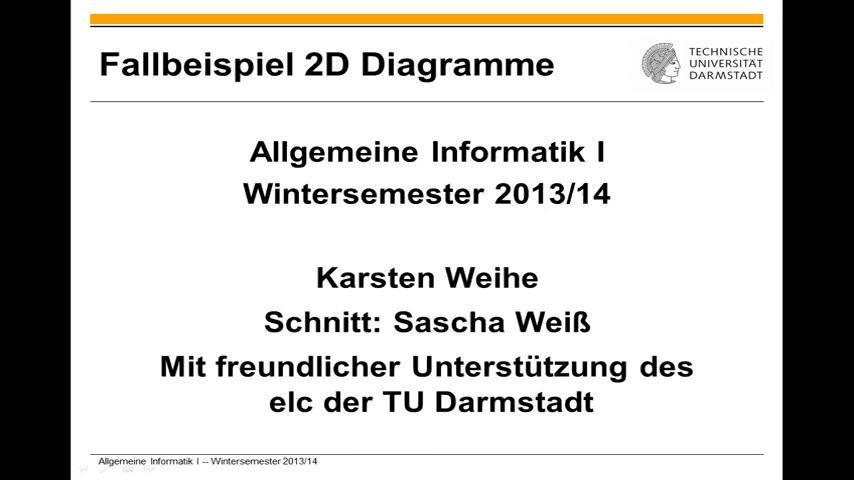 Fallbeispiel 2D Diagramme
TECHNISCHE
UNIVERSITÄT
DARMSTADT
Allgemeine Informatik I
Wintersemester 2013/14
Karsten Weihe
Schnitt: Sascha Weiß
Mit freundlicher Unterstützung des
elc der TU Darmstadt
Allgemeine Informatik I -- Wintersemester 2013/14